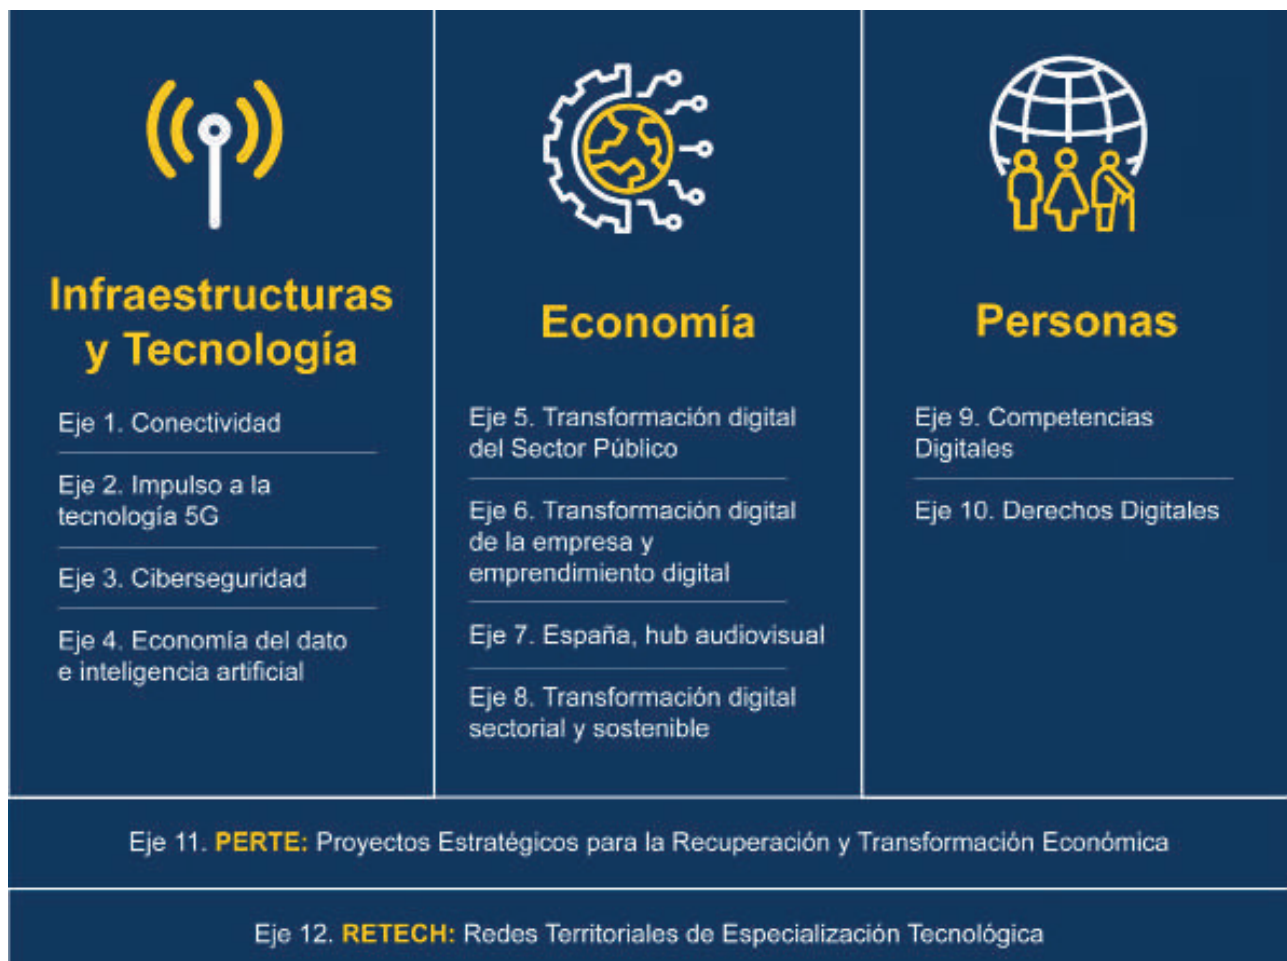 Infraestructuras
y Tecnología
Eje 1. Conectividad
Eje 2. Impulso a la
tecnología 5G
Eje 3. Ciberseguridad
Eje 4. Economía del dato
e inteligencia artificial
Economía
Eje 5. Transformación digital
del Sector Público
Eje 6. Transformación digital
de la empresa y
emprendimiento digital
Eje 7. España, hub audiovisual
Eje 8. Transformación digital
sectorial y sostenible
Personas
Eje 9. Competencias
Digitales
Eje 10. Derechos Digitales
Eje 11. PERTE: Proyectos Estratégicos para la Recuperación y Transformación Económica
Eje 12. RETECH: Redes Territoriales de Especialización Tecnológica